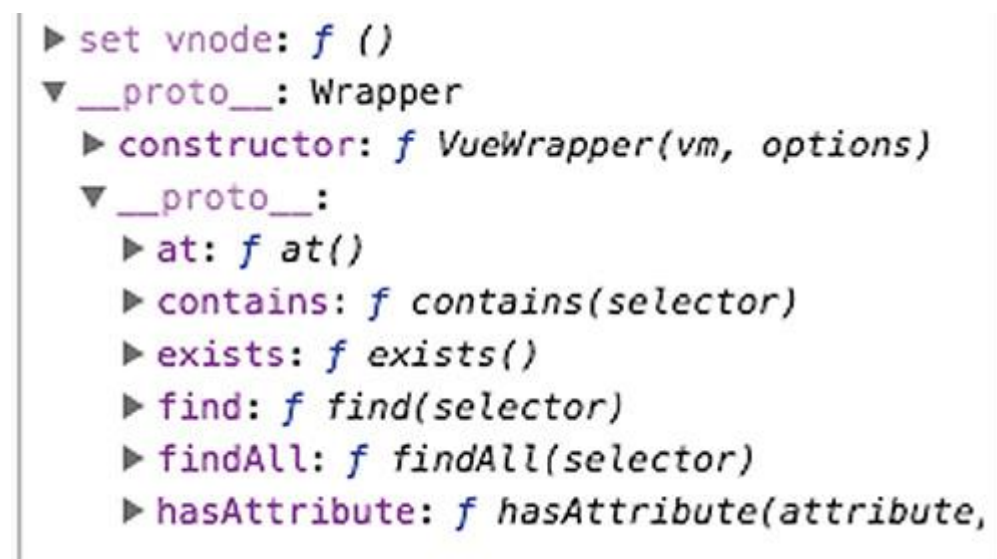 ▶ set vnode: ƒ ()
▼ __proto__: Wrapper
▶ constructor: ƒ VueWrapper(vm, options)
▼ __proto__:
▶ at: ƒ at()
▶ contains: ƒ contains(selector)
▶ exists: ƒ exists()
▶ find: ƒ find(selector)
▶ findAll: ƒ findAll(selector)
▶ hasAttribute: ƒ hasAttribute(attribute,